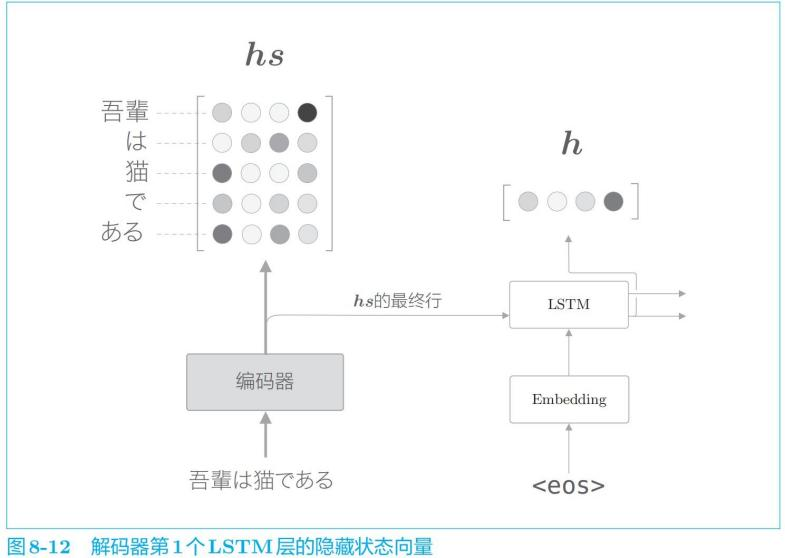 hs
吾輩
は
猫
で
ある
h
hs的最终行
LSTM
编码器
Embedding
吾輩は猫である
<eos>
图8-12 解码器第1个LSTM层的隐藏状态向量